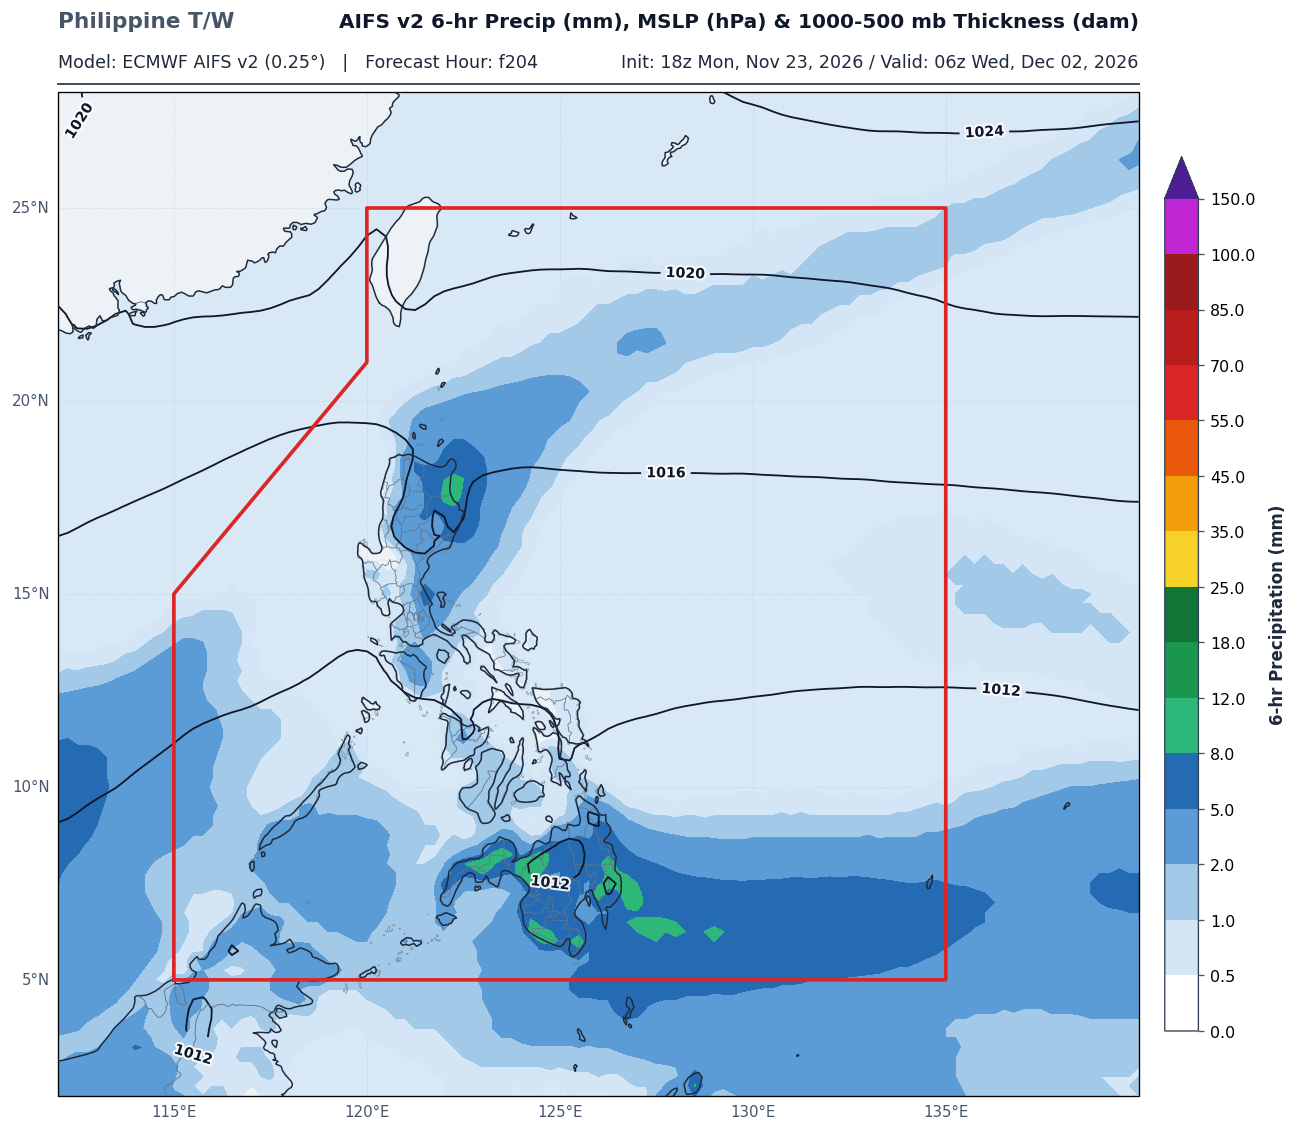 Philippine T/W
AIFS v2 6-hr Precip (mm), MSLP (hPa) & 1000-500 mb Thickness (dam)
Model: ECMWF AIFS v2 (0.25°) | Forecast Hour: f204
Init: 18z Mon, Nov 23, 2026 / Valid: 06z Wed, Dec 02, 2026
1020
1024
1020
1016
1012
1012
1012
25°N
20°N
15°N
10°N
5°N
115°E
120°E
125°E
130°E
135°E
150.0
100.0
85.0
70.0
55.0
45.0
35.0
25.0
18.0
12.0
8.0
5.0
2.0
1.0
0.5
0.0
6-hr Precipitation (mm)